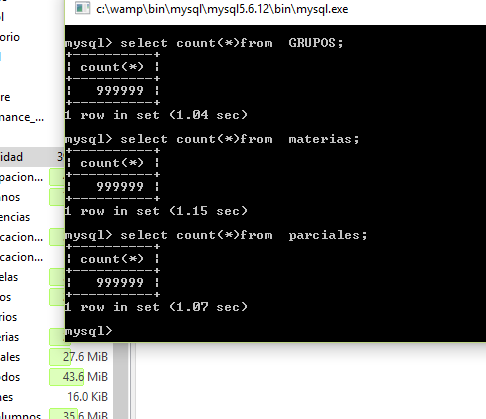 c:\wamp\bin\mysql\mysql5.6.12\bin\mysql.exe
orio
re
mance_...
idad 3
pacion...
nos
encias
cacion...
cacion...
elas
os
rios
erias
ales 27.6 MiB
odos 43.6 MiB
nes 16.0 KiB
lumnos 35.6 MiB
mysql> select count(*)from  GRUPOS;
+----------+
| count(*) |
+----------+
|   999999 |
+----------+
1 row in set (1.04 sec)
mysql> select count(*)from  materias;
+----------+
| count(*) |
+----------+
|   999999 |
+----------+
1 row in set (1.15 sec)
mysql> select count(*)from  parciales;
+----------+
| count(*) |
+----------+
|   999999 |
+----------+
1 row in set (1.07 sec)
mysql>